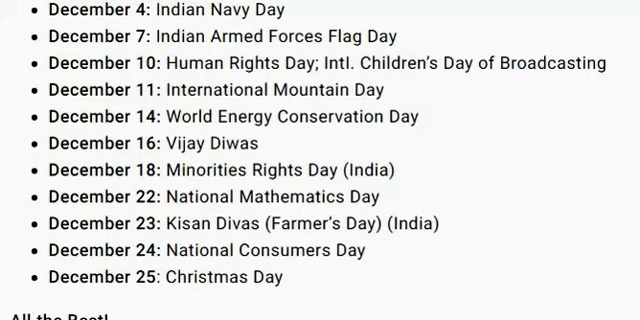 • December 4: Indian Navy Day
• December 7: Indian Armed Forces Flag Day
• December 10: Human Rights Day; Intl. Children’s Day of Broadcasting
• December 11: International Mountain Day
• December 14: World Energy Conservation Day
• December 16: Vijay Diwas
• December 18: Minorities Rights Day (India)
• December 22: National Mathematics Day
• December 23: Kisan Divas (Farmer’s Day) (India)
• December 24: National Consumers Day
• December 25: Christmas Day
All the Best!